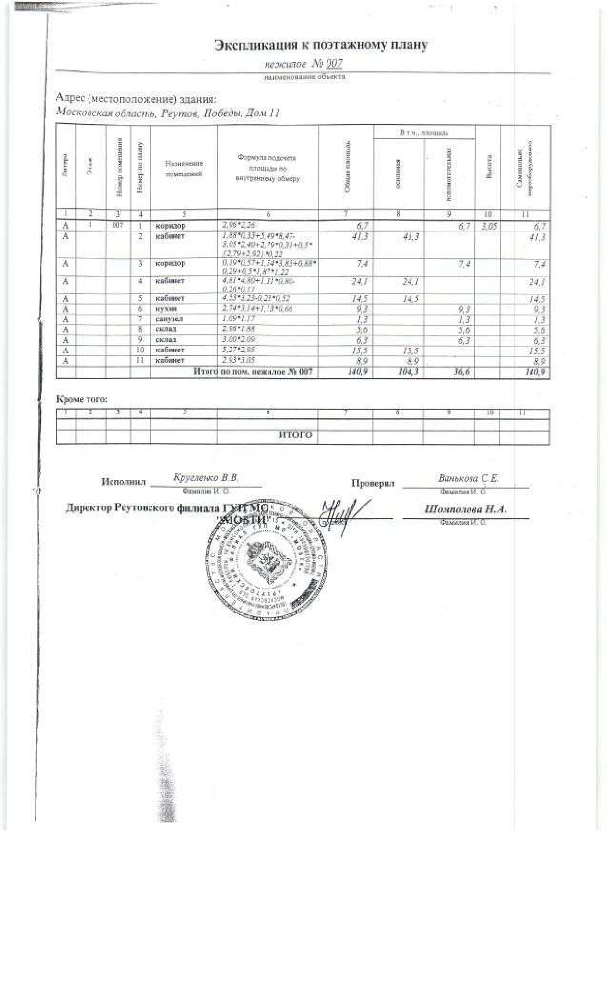 Экспликация к поэтажному плану
нежилое № 007
наименование объекта
Адрес (местоположение) здания:
Московская область, Реутов, Победы, Дом 11
Литера Этаж Номер помещения Номер по плану Назначение помещений Формула подсчета площади по внутреннему обмеру Общая площадь В т.ч., площадь основная вспомогательная Высота Самовольно переоборудовано
1 2 3 4 5 6 7 8 9 10 11
А 1 007 1 коридор 2,96*2,26 6,7 6,7 3,05 6,7
А 2 кабинет 1,88*0,33+5,49*8,47- 41,3 41,3 41,3
3,05*2,40+2,79*0,31+0,5*
(2,79+2,92)*0,22
А 3 коридор 0,19*0,57+1,54*3,83+0,88* 7,4 7,4 7,4
0,29+0,5*1,87*1,22
А 4 кабинет 4,81*4,80+1,31*0,80- 24,1 24,1 24,1
0,26*0,11
А 5 кабинет 4,53*3,23-0,23*0,52 14,5 14,5 14,5
А 6 кухня 2,74*3,14+1,13*0,66 9,3 9,3 9,3
А 7 санузел 1,09*1,17 1,3 1,3 1,3
А 8 склад 2,96*1,88 5,6 5,6 5,6
А 9 склад 3,00*2,09 6,3 6,3 6,3
А 10 кабинет 5,27*2,95 15,5 15,5 15,5
А 11 кабинет 2,93*3,05 8,9 8,9 8,9
Итого по пом. нежилое № 007 140,9 104,3 36,6 140,9
Кроме того:
1 2 3 4 5 6 7 8 9 10 11
ИТОГО
Исполнил Кругленко В.В. Проверил Ванькова С.Е.
Фамилия И. О. Фамилия И. О.
Директор Реутовского филиала ГУП МО Шомполова Н.А.
"МОБТИ" Фамилия И. О.